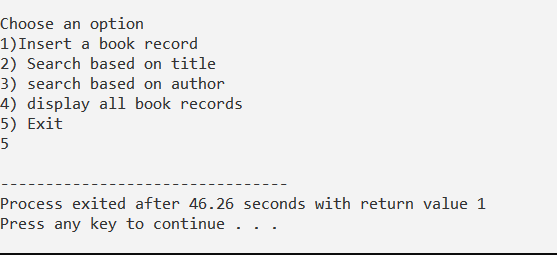 Choose an option
1)Insert a book record
2) Search based on title
3) search based on author
4) display all book records
5) Exit
5
--------------------------------
Process exited after 46.26 seconds with return value 1
Press any key to continue . . .